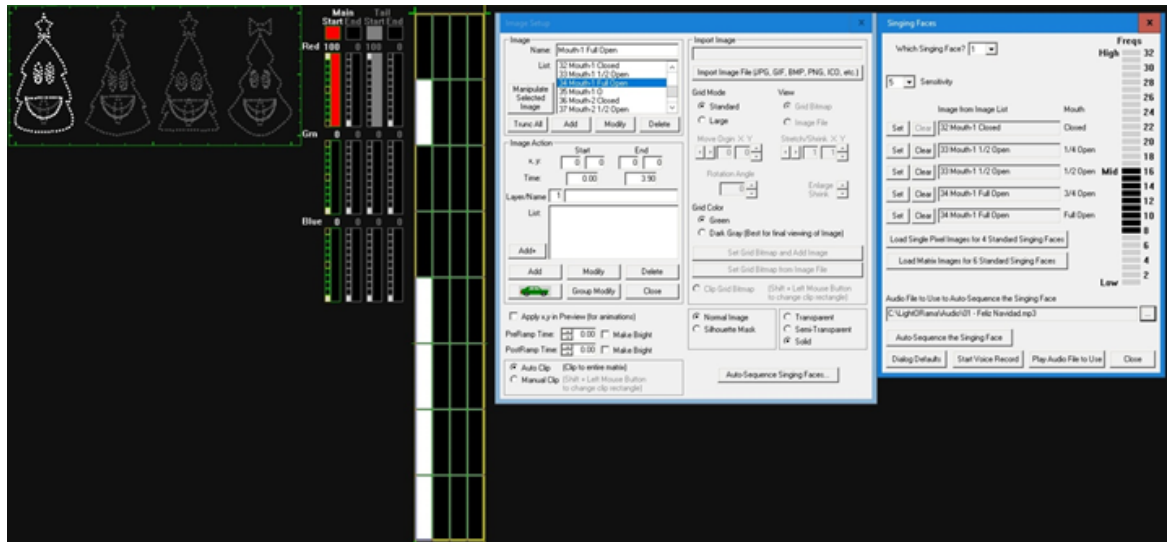 Main Tail
Start End Start End
Red 100 0 100 0
Grn 0 0 0 0
Blue 0 0 0 0
Image Setup
Image
Name: Mouth-1 Full Open
List: 32 Mouth-1 Closed
33 Mouth-1 1/2 Open
34 Mouth-1 Full Open
35 Mouth-1 O
36 Mouth-2 Closed
37 Mouth-2 1/2 Open
Manipulate
Selected
Image
Trunc All Add Modify Delete
Image Action
Start End
x, y: 0 0 0 0
Time: 0.00 3.90
Layer/Name 1
List:
Add+
Add Modify Delete
Group Modify Close
Apply x,y in Preview (for animations)
PreRamp Time: 0.00 Make Bright
PostRamp Time: 0.00 Make Bright
Auto Clip (Clip to entire matrix)
Manual Clip (Shift + Left Mouse Button
to change clip rectangle)
Import Image
Import Image File (JPG, GIF, BMP, PNG, ICO, etc.)
Grid Mode View
Standard Grid Bitmap
Large Image File
Move Origin X Y Stretch/Shrink X Y
0 0 1 1
Rotation Angle
0 Enlarge
Shrink
Grid Color
Green
Dark Gray (Best for final viewing of Image)
Set Grid Bitmap and Add Image
Set Grid Bitmap from Image File
Clip Grid Bitmap (Shift + Left Mouse Button
to change clip rectangle)
Normal Image Transparent
Silhouette Mask Semi-Transparent
Solid
Auto-Sequence Singing Faces...
Singing Faces
Which Singing Face? 1
5 Sensitivity
Image from Image List Mouth
Set Clear 32 Mouth-1 Closed Closed
Set Clear 33 Mouth-1 1/2 Open 1/4 Open
Set Clear 33 Mouth-1 1/2 Open 1/2 Open
Set Clear 34 Mouth-1 Full Open 3/4 Open
Set Clear 34 Mouth-1 Full Open Full Open
Load Single Pixel Images for 4 Standard Singing Faces
Load Matrix Images for 6 Standard Singing Faces
Audio File to Use to Auto-Sequence the Singing Face
C:\LightORama\Audio\01 - Feliz Navidad.mp3 ...
Auto-Sequence the Singing Face
Dialog Defaults Start Voice Record Play Audio File to Use Close
Freqs
High 32
30
28
26
24
22
20
18
Mid 16
14
12
10
8
6
4
Low 2